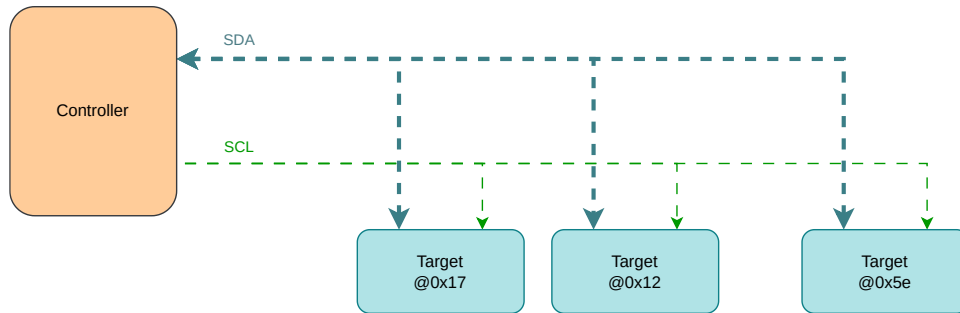 SDA
Controller
SCL
Target
@0x17
Target
@0x12
Target
@0x5e